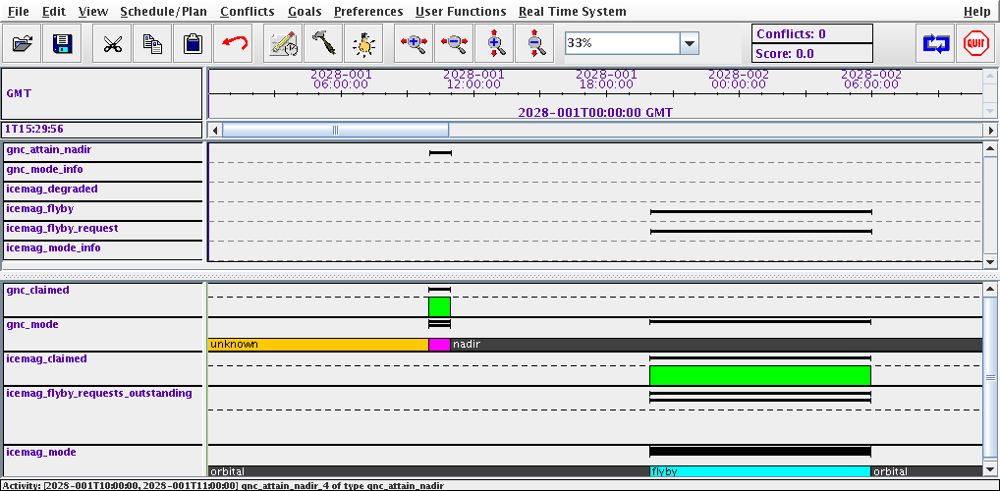 File Edit View Schedule/Plan Conflicts Goals Preferences User Functions Real Time System Help
33%
Conflicts: 0
Score: 0.0
QUIT
GMT
2028-001 2028-001 2028-001 2028-002 2028-002
06:00:00 12:00:00 18:00:00 00:00:00 06:00:00
2028-001T00:00:00 GMT
1T15:29:56
gnc_attain_nadir
gnc_mode_info
icemag_degraded
icemag_flyby
icemag_flyby_request
icemag_mode_info
gnc_claimed
gnc_mode
unknown nadir
icemag_claimed
icemag_flyby_requests_outstanding
icemag_mode
orbital flyby orbital
Activity: [2028-001T10:00:00, 2028-001T11:00:00] gnc_attain_nadir_4 of type gnc_attain_nadir